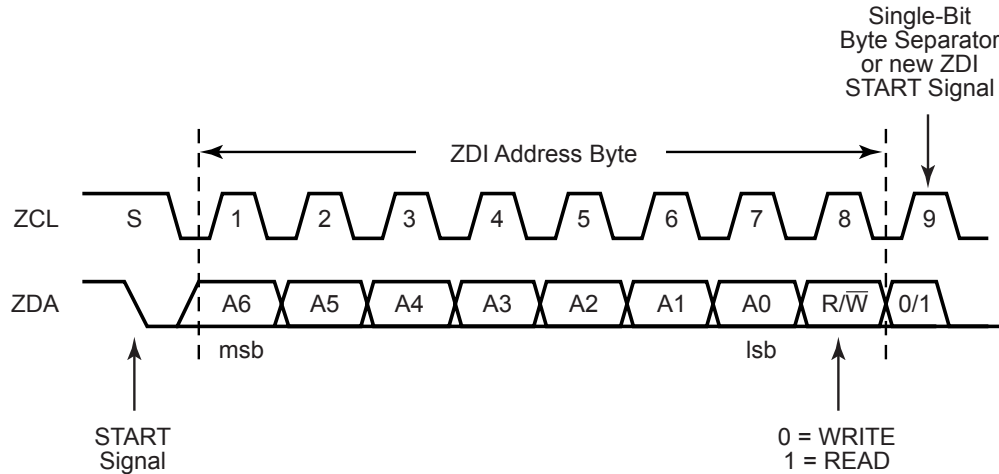 Single-Bit
Byte Separator
or new ZDI
START Signal
ZDI Address Byte
ZCL S 1 2 3 4 5 6 7 8 9
ZDA A6 A5 A4 A3 A2 A1 A0 R/W̅ 0/1
msb lsb
START
Signal
0 = WRITE
1 = READ